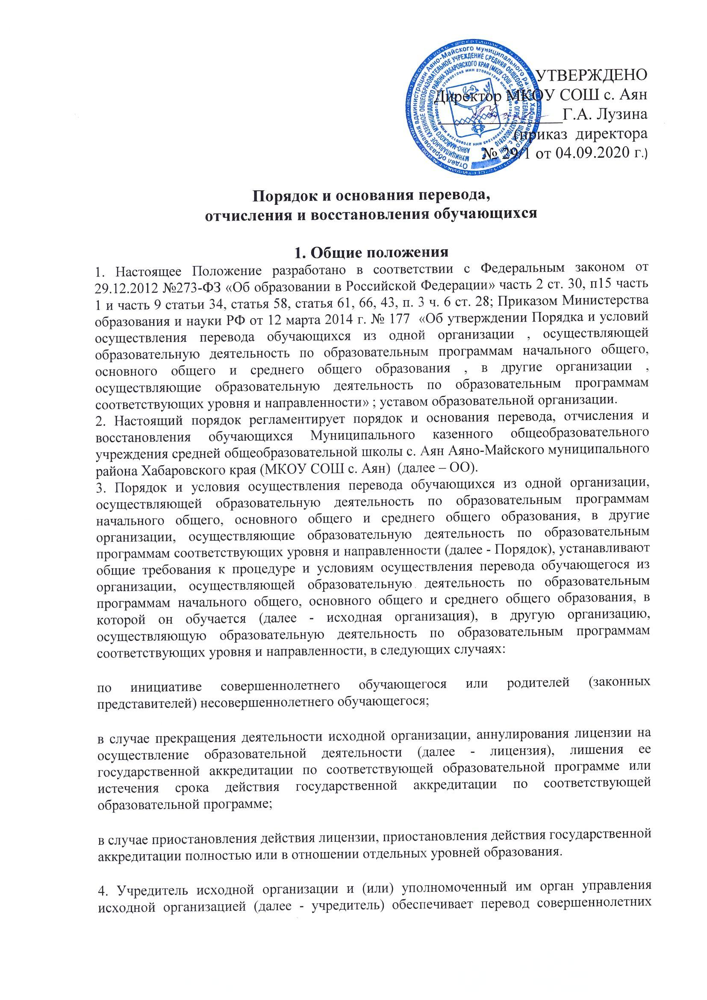 УТВЕРЖДЕНО
Директор МКОУ СОШ с. Аян
Г.А. Лузина
(приказ директора
№ 29/1 от 04.09.2020 г.)
Отдел образования администрации Аяно-Майского муниципального района Хабаровского края
МУНИЦИПАЛЬНОЕ КАЗЕННОЕ ОБЩЕОБРАЗОВАТЕЛЬНОЕ УЧРЕЖДЕНИЕ СРЕДНЯЯ ОБЩЕОБРАЗОВАТЕЛЬНАЯ ШКОЛА с. АЯН
АЯНО-МАЙСКОГО МУНИЦИПАЛЬНОГО РАЙОНА ХАБАРОВСКОГО КРАЯ (МКОУ СОШ с. АЯН) * ОГРН 1022700247810
ИНН 2708001245 ИНН 2708001245
Порядок и основания перевода,
отчисления и восстановления обучающихся
1. Общие положения
1. Настоящее Положение разработано в соответствии с Федеральным законом от
29.12.2012 №273-ФЗ «Об образовании в Российской Федерации» часть 2 ст. 30, п15 часть
1 и часть 9 статьи 34, статья 58, статья 61, 66, 43, п. 3 ч. 6 ст. 28; Приказом Министерства
образования и науки РФ от 12 марта 2014 г. № 177 «Об утверждении Порядка и условий
осуществления перевода обучающихся из одной организации , осуществляющей
образовательную деятельность по образовательным программам начального общего,
основного общего и среднего общего образования , в другие организации ,
осуществляющие образовательную деятельность по образовательным программам
соответствующих уровня и направленности» ; уставом образовательной организации.
2. Настоящий порядок регламентирует порядок и основания перевода, отчисления и
восстановления обучающихся Муниципального казенного общеобразовательного
учреждения средней общеобразовательной школы с. Аян Аяно-Майского муниципального
района Хабаровского края (МКОУ СОШ с. Аян) (далее – ОО).
3. Порядок и условия осуществления перевода обучающихся из одной организации,
осуществляющей образовательную деятельность по образовательным программам
начального общего, основного общего и среднего общего образования, в другие
организации, осуществляющие образовательную деятельность по образовательным
программам соответствующих уровня и направленности (далее - Порядок), устанавливают
общие требования к процедуре и условиям осуществления перевода обучающегося из
организации, осуществляющей образовательную деятельность по образовательным
программам начального общего, основного общего и среднего общего образования, в
которой он обучается (далее - исходная организация), в другую организацию,
осуществляющую образовательную деятельность по образовательным программам
соответствующих уровня и направленности, в следующих случаях:
по инициативе совершеннолетнего обучающегося или родителей (законных
представителей) несовершеннолетнего обучающегося;
в случае прекращения деятельности исходной организации, аннулирования лицензии на
осуществление образовательной деятельности (далее - лицензия), лишения ее
государственной аккредитации по соответствующей образовательной программе или
истечения срока действия государственной аккредитации по соответствующей
образовательной программе;
в случае приостановления действия лицензии, приостановления действия государственной
аккредитации полностью или в отношении отдельных уровней образования.
4. Учредитель исходной организации и (или) уполномоченный им орган управления
исходной организацией (далее - учредитель) обеспечивает перевод совершеннолетних